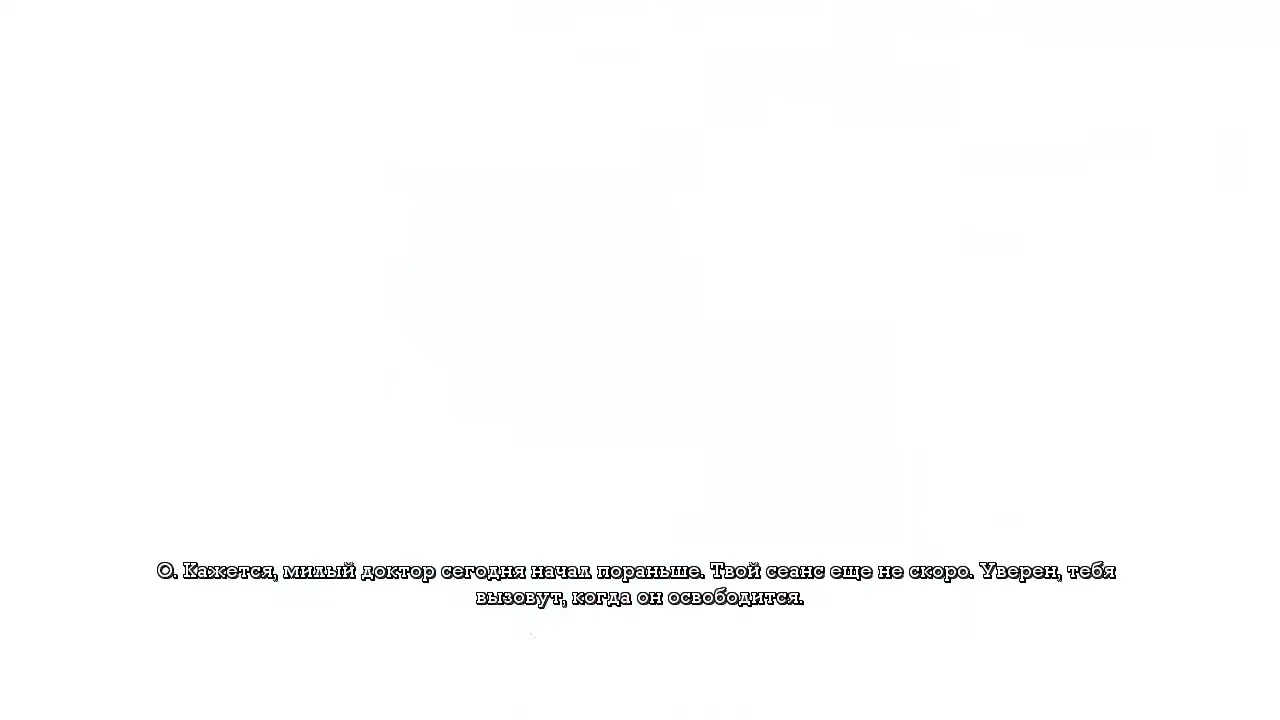 О. Кажется, милый доктор сегодня начал пораньше. Твой сеанс еще не скоро. Уверен, тебя
вызовут, когда он освободится.